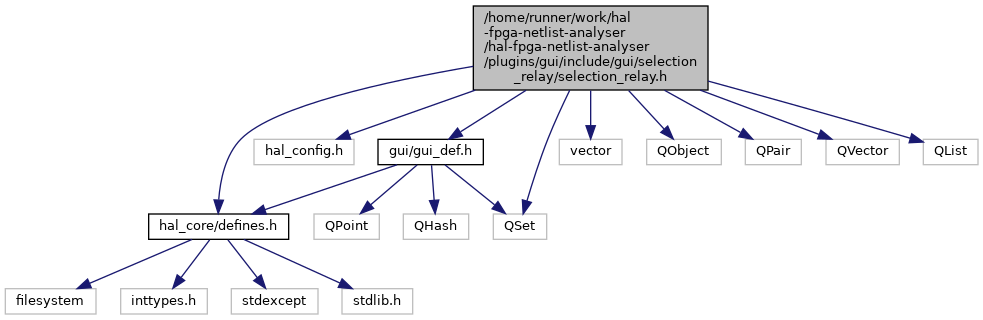 /home/runner/work/hal
-fpga-netlist-analyser
/hal-fpga-netlist-analyser
/plugins/gui/include/gui/selection
_relay/selection_relay.h
hal_config.h
gui/gui_def.h
vector
QObject
QPair
QVector
QList
hal_core/defines.h
QPoint
QHash
QSet
filesystem
inttypes.h
stdexcept
stdlib.h